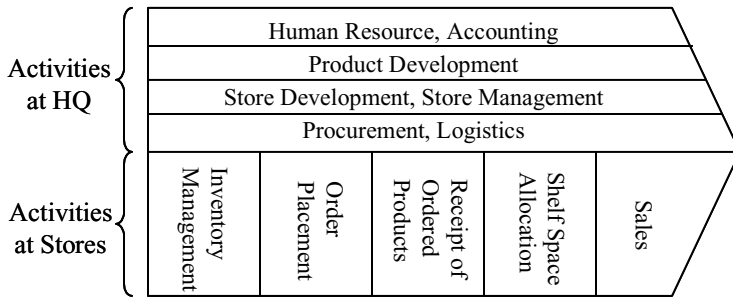 Activities
at HQ
Human Resource, Accounting
Product Development
Store Development, Store Management
Procurement, Logistics
Activities
at Stores
Inventory
Management
Order
Placement
Receipt of
Ordered
Products
Shelf Space
Allocation
Sales